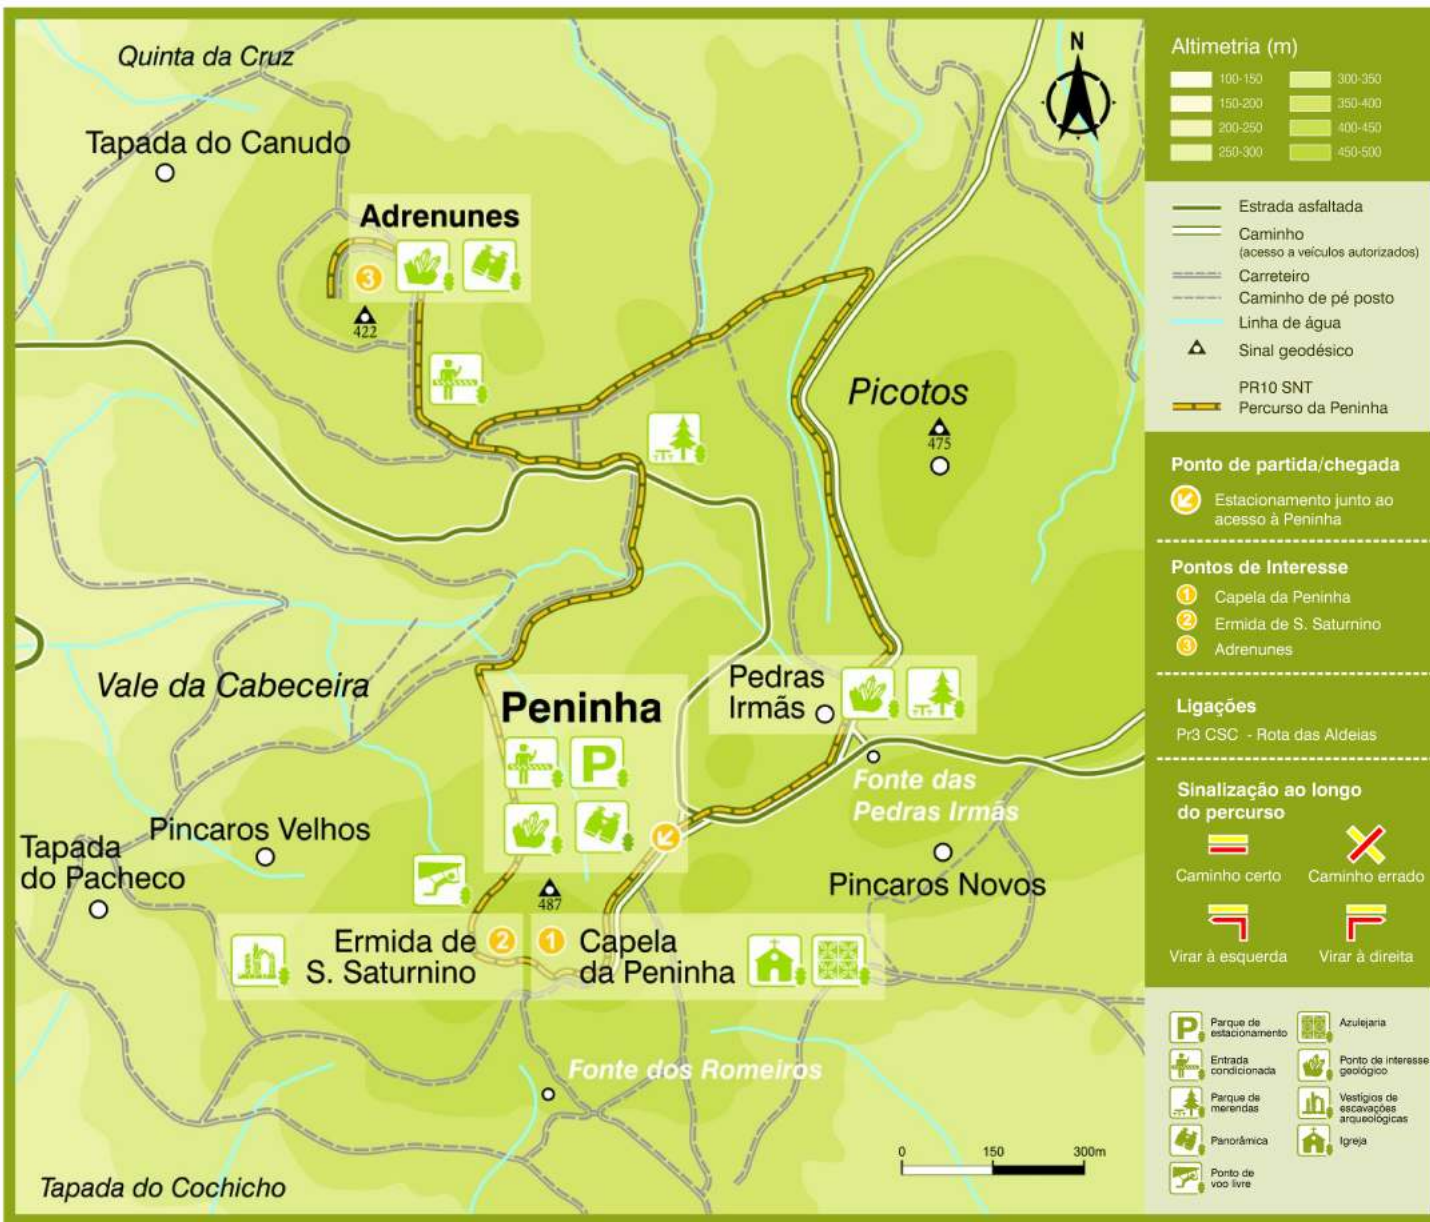 Quinta da Cruz
Tapada do Canudo
Adrenunes
3
422
N
Picotos
475
Vale da Cabeceira
Peninha
P
Pedras
Irmãs
Fonte das
Pedras Irmãs
Pincaros Velhos
Tapada
do Pacheco
Pincaros Novos
487
Ermida de
S. Saturnino
2
1
Capela
da Peninha
Fonte dos Romeiros
Tapada do Cochicho
0 150 300m
Altimetria (m)
100-150
150-200
200-250
250-300
300-350
350-400
400-450
450-500
Estrada asfaltada
Caminho
(acesso a veículos autorizados)
Carreteiro
Caminho de pé posto
Linha de água
Sinal geodésico
PR10 SNT
Percurso da Peninha
Ponto de partida/chegada
Estacionamento junto ao
acesso à Peninha
Pontos de Interesse
1 Capela da Peninha
2 Ermida de S. Saturnino
3 Adrenunes
Ligações
Pr3 CSC - Rota das Aldeias
Sinalização ao longo
do percurso
Caminho certo
Caminho errado
Virar à esquerda
Virar à direita
P
Parque de
estacionamento
Entrada
condicionada
Parque de
merendas
Panorâmica
Ponto de
voo livre
Azulejaria
Ponto de interesse
geológico
Vestígios de
escavações
arqueológicas
Igreja